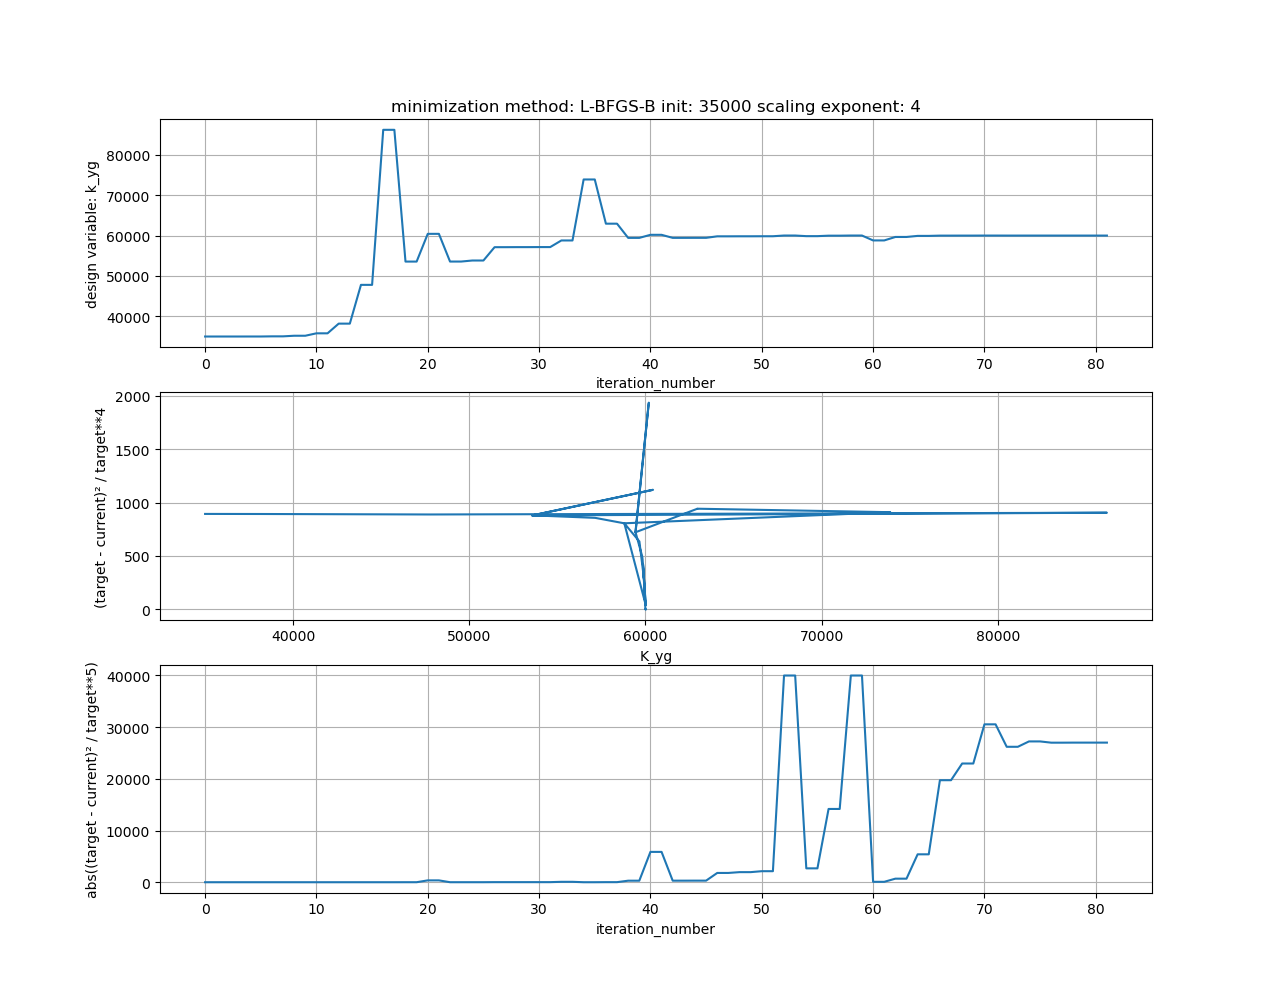 minimization method: L-BFGS-B init: 35000 scaling exponent: 4
design variable: k_yg
80000
70000
60000
50000
40000
0 10 20 30 40 50 60 70 80
iteration_number
(target - current)² / target**4
2000
1500
1000
500
0
40000 50000 60000 70000 80000
K_yg
abs((target - current)² / target**5)
40000
30000
20000
10000
0
0 10 20 30 40 50 60 70 80
iteration_number